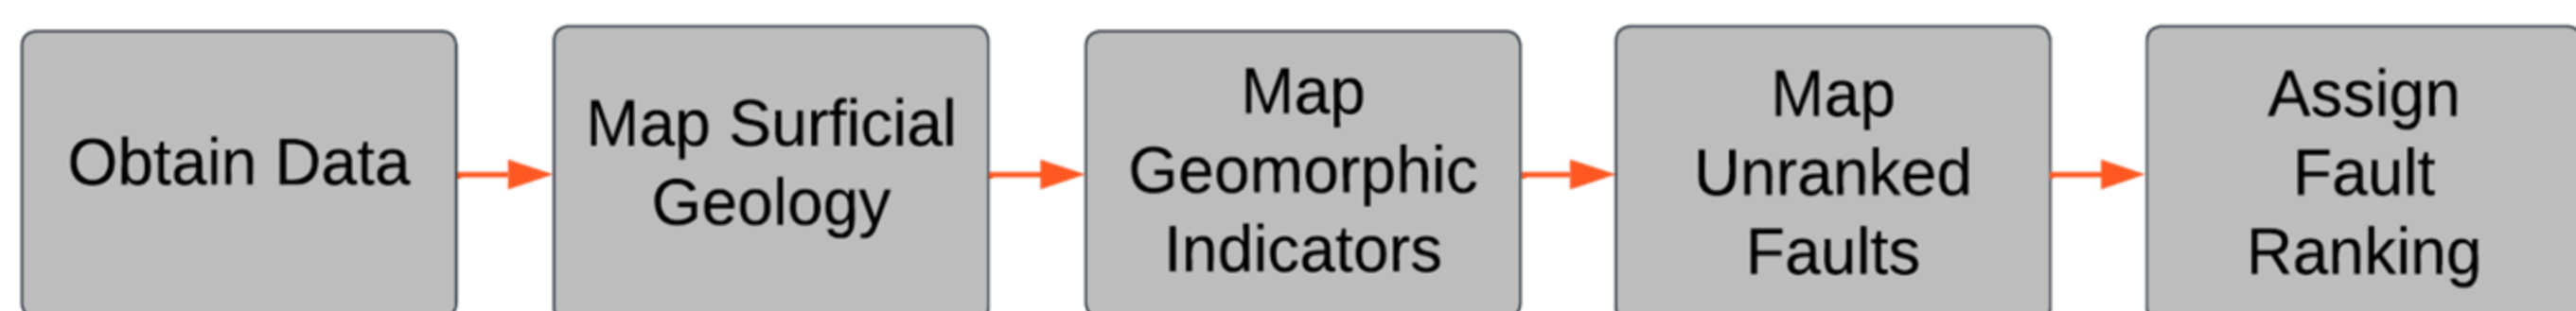 Obtain Data
Map Surficial
Geology
Map
Geomorphic
Indicators
Map
Unranked
Faults
Assign
Fault
Ranking